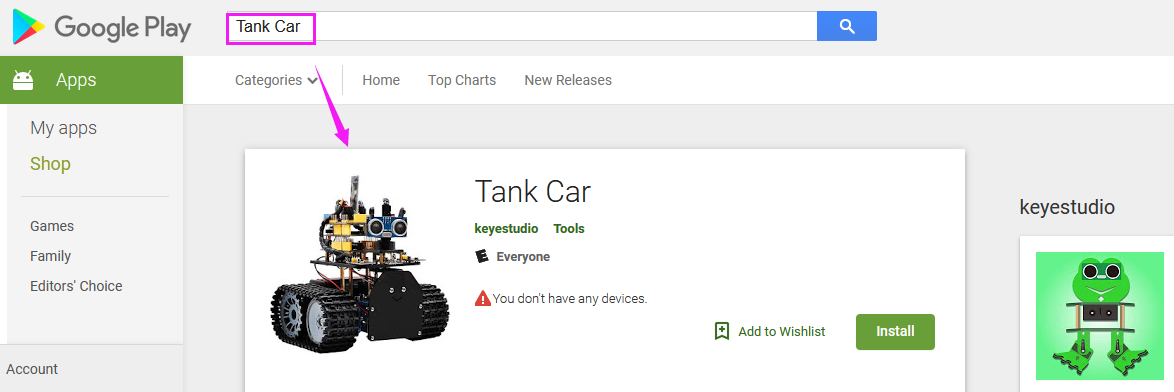 Google Play
Tank Car
Apps
Categories Home Top Charts New Releases
My apps
Shop
Games
Family
Editors' Choice
Account
Tank Car
keyestudio Tools
E Everyone
You don't have any devices.
Add to Wishlist Install
keyestudio